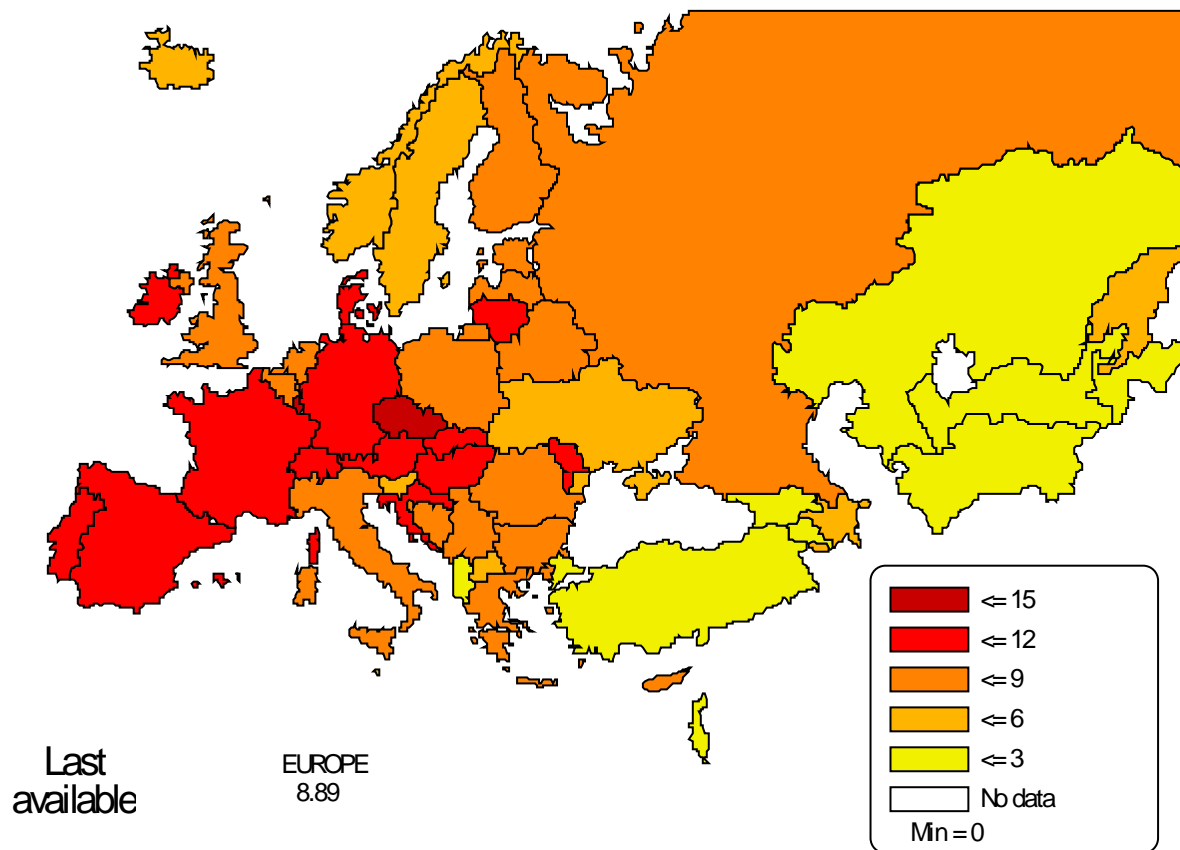 Last
available
EUROPE
8.89
<= 15
<= 12
<= 9
<= 6
<= 3
No data
Min = 0